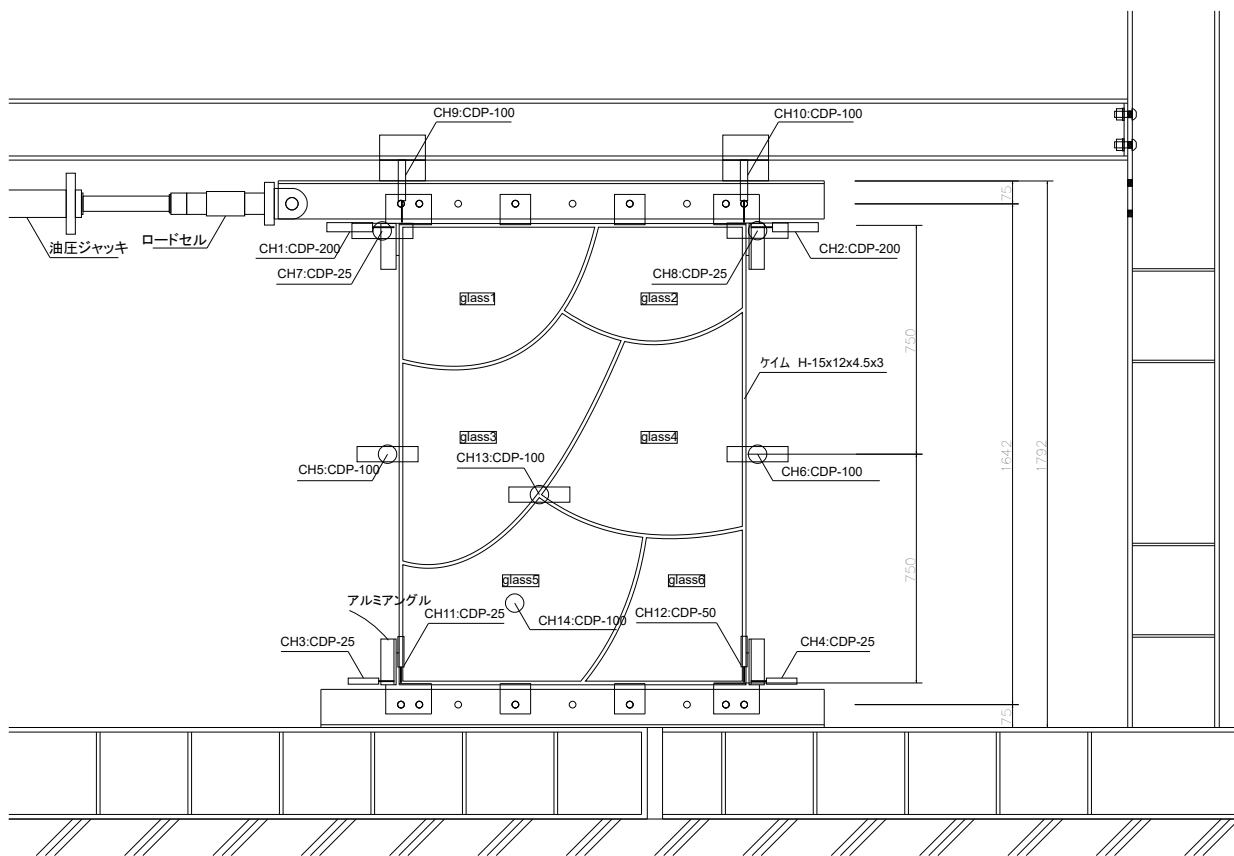 CH9:CDP-100
CH10:CDP-100
75
油圧ジャッキ
ロードセル
CH1:CDP-200
CH2:CDP-200
CH7:CDP-25
CH8:CDP-25
glass1
glass2
750
ケイム H-15x12x4.5x3
glass3
glass4
CH13:CDP-100
CH5:CDP-100
CH6:CDP-100
1642
1792
glass5
glass6
750
アルミアングル
CH11:CDP-25
CH12:CDP-50
CH14:CDP-100
CH3:CDP-25
CH4:CDP-25
75